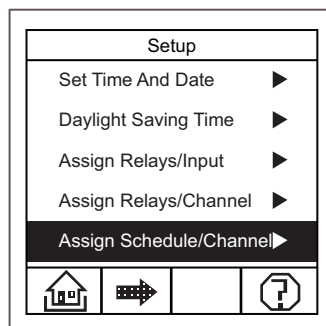 Setup
Set Time And Date
Daylight Saving Time
Assign Relays/Input
Assign Relays/Channel
Assign Schedule/Channel
?